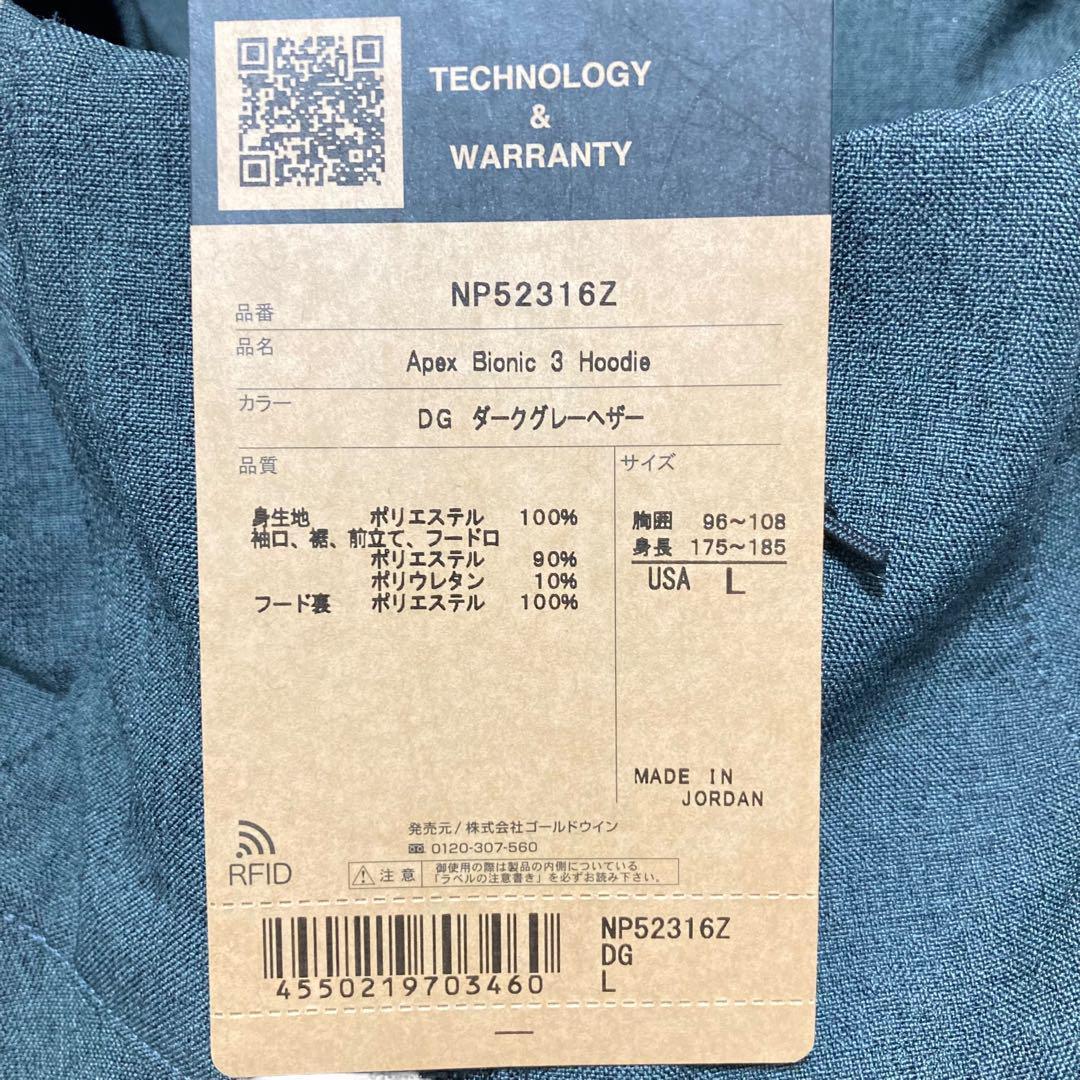 TECHNOLOGY
&
WARRANTY
品番 NP52316Z
品名 Apex Bionic 3 Hoodie
カラー DG ダークグレーヘザー
品質
身生地 ポリエステル 100%
袖口、裾、前立て、フード口
ポリエステル 90%
ポリウレタン 10%
フード裏 ポリエステル 100%
サイズ
胸囲 96~108
身長 175~185
USA L
MADE IN
JORDAN
発売元/株式会社ゴールドウイン
0120-307-560
RFID
注意
御使用の際は製品の内側についている
「ラベルの注意書き」を必ずお読み下さい。
4550219703460
NP52316Z
DG
L